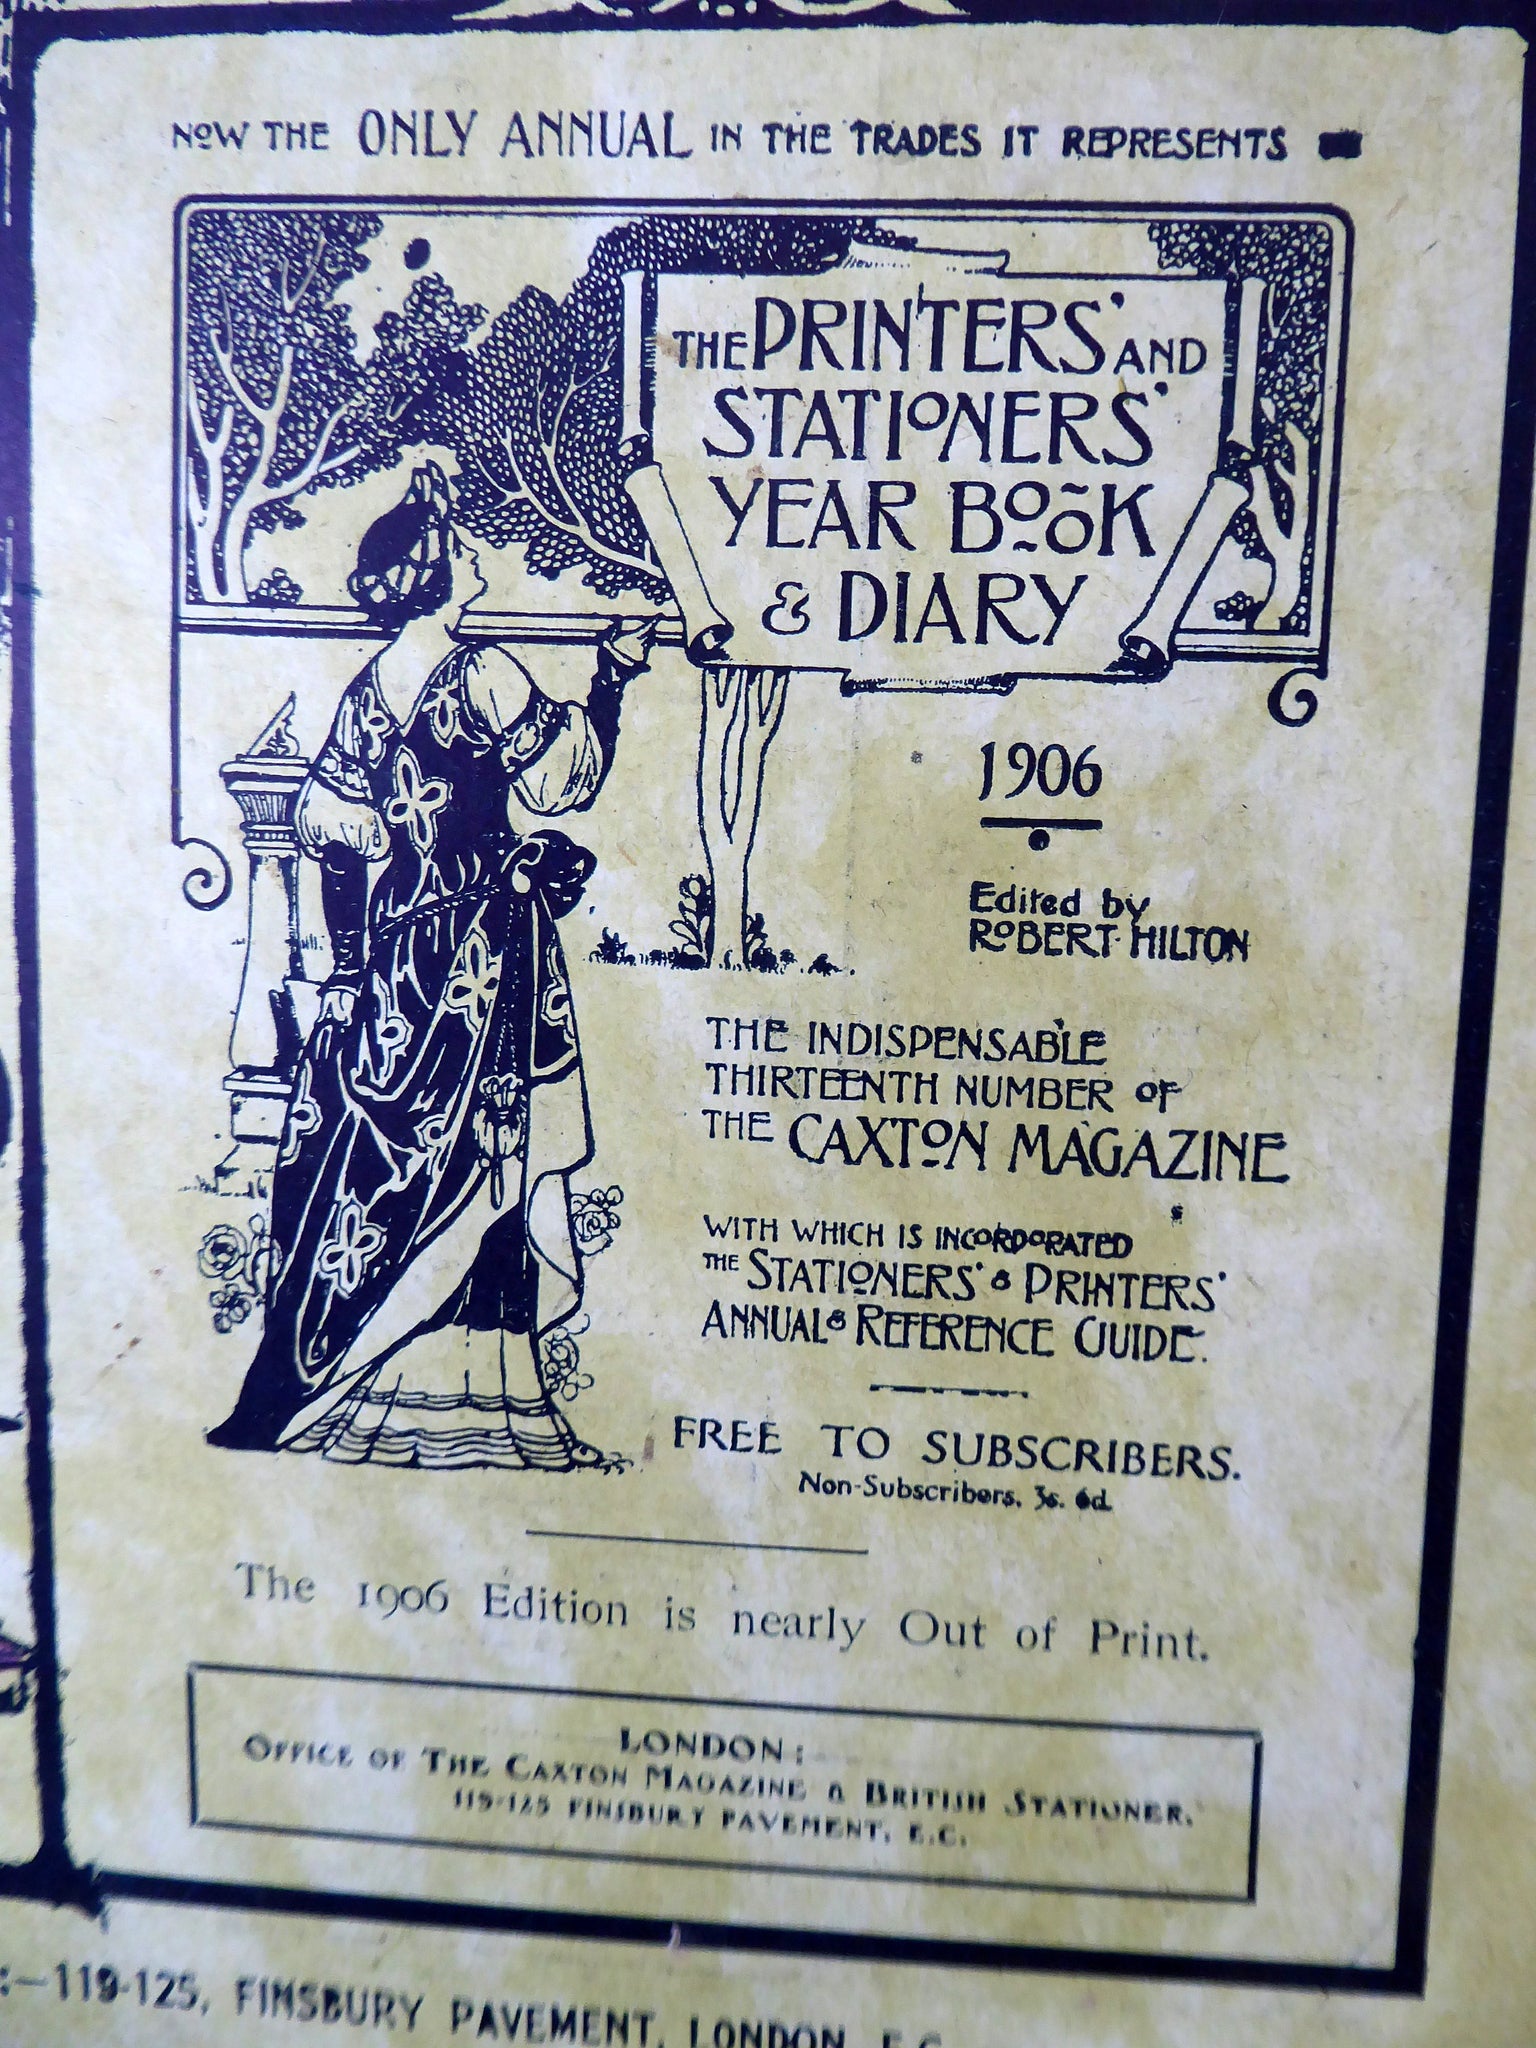 NOW THE ONLY ANNUAL IN THE TRADES IT REPRESENTS
THE PRINTERS' AND
STATIONERS'
YEAR BOOK
& DIARY
1906
Edited by
ROBERT HILTON
THE INDISPENSABLE
THIRTEENTH NUMBER OF
THE CAXTON MAGAZINE
WITH WHICH IS INCORPORATED
THE STATIONERS' & PRINTERS'
ANNUAL & REFERENCE GUIDE.
FREE TO SUBSCRIBERS.
Non-Subscribers, 3s. 6d.
The 1906 Edition is nearly Out of Print.
LONDON:
OFFICE OF THE CAXTON MAGAZINE & BRITISH STATIONER,
119-125 FINSBURY PAVEMENT, E.C.
:—119-125, FINSBURY PAVEMENT, LONDON, E.C.